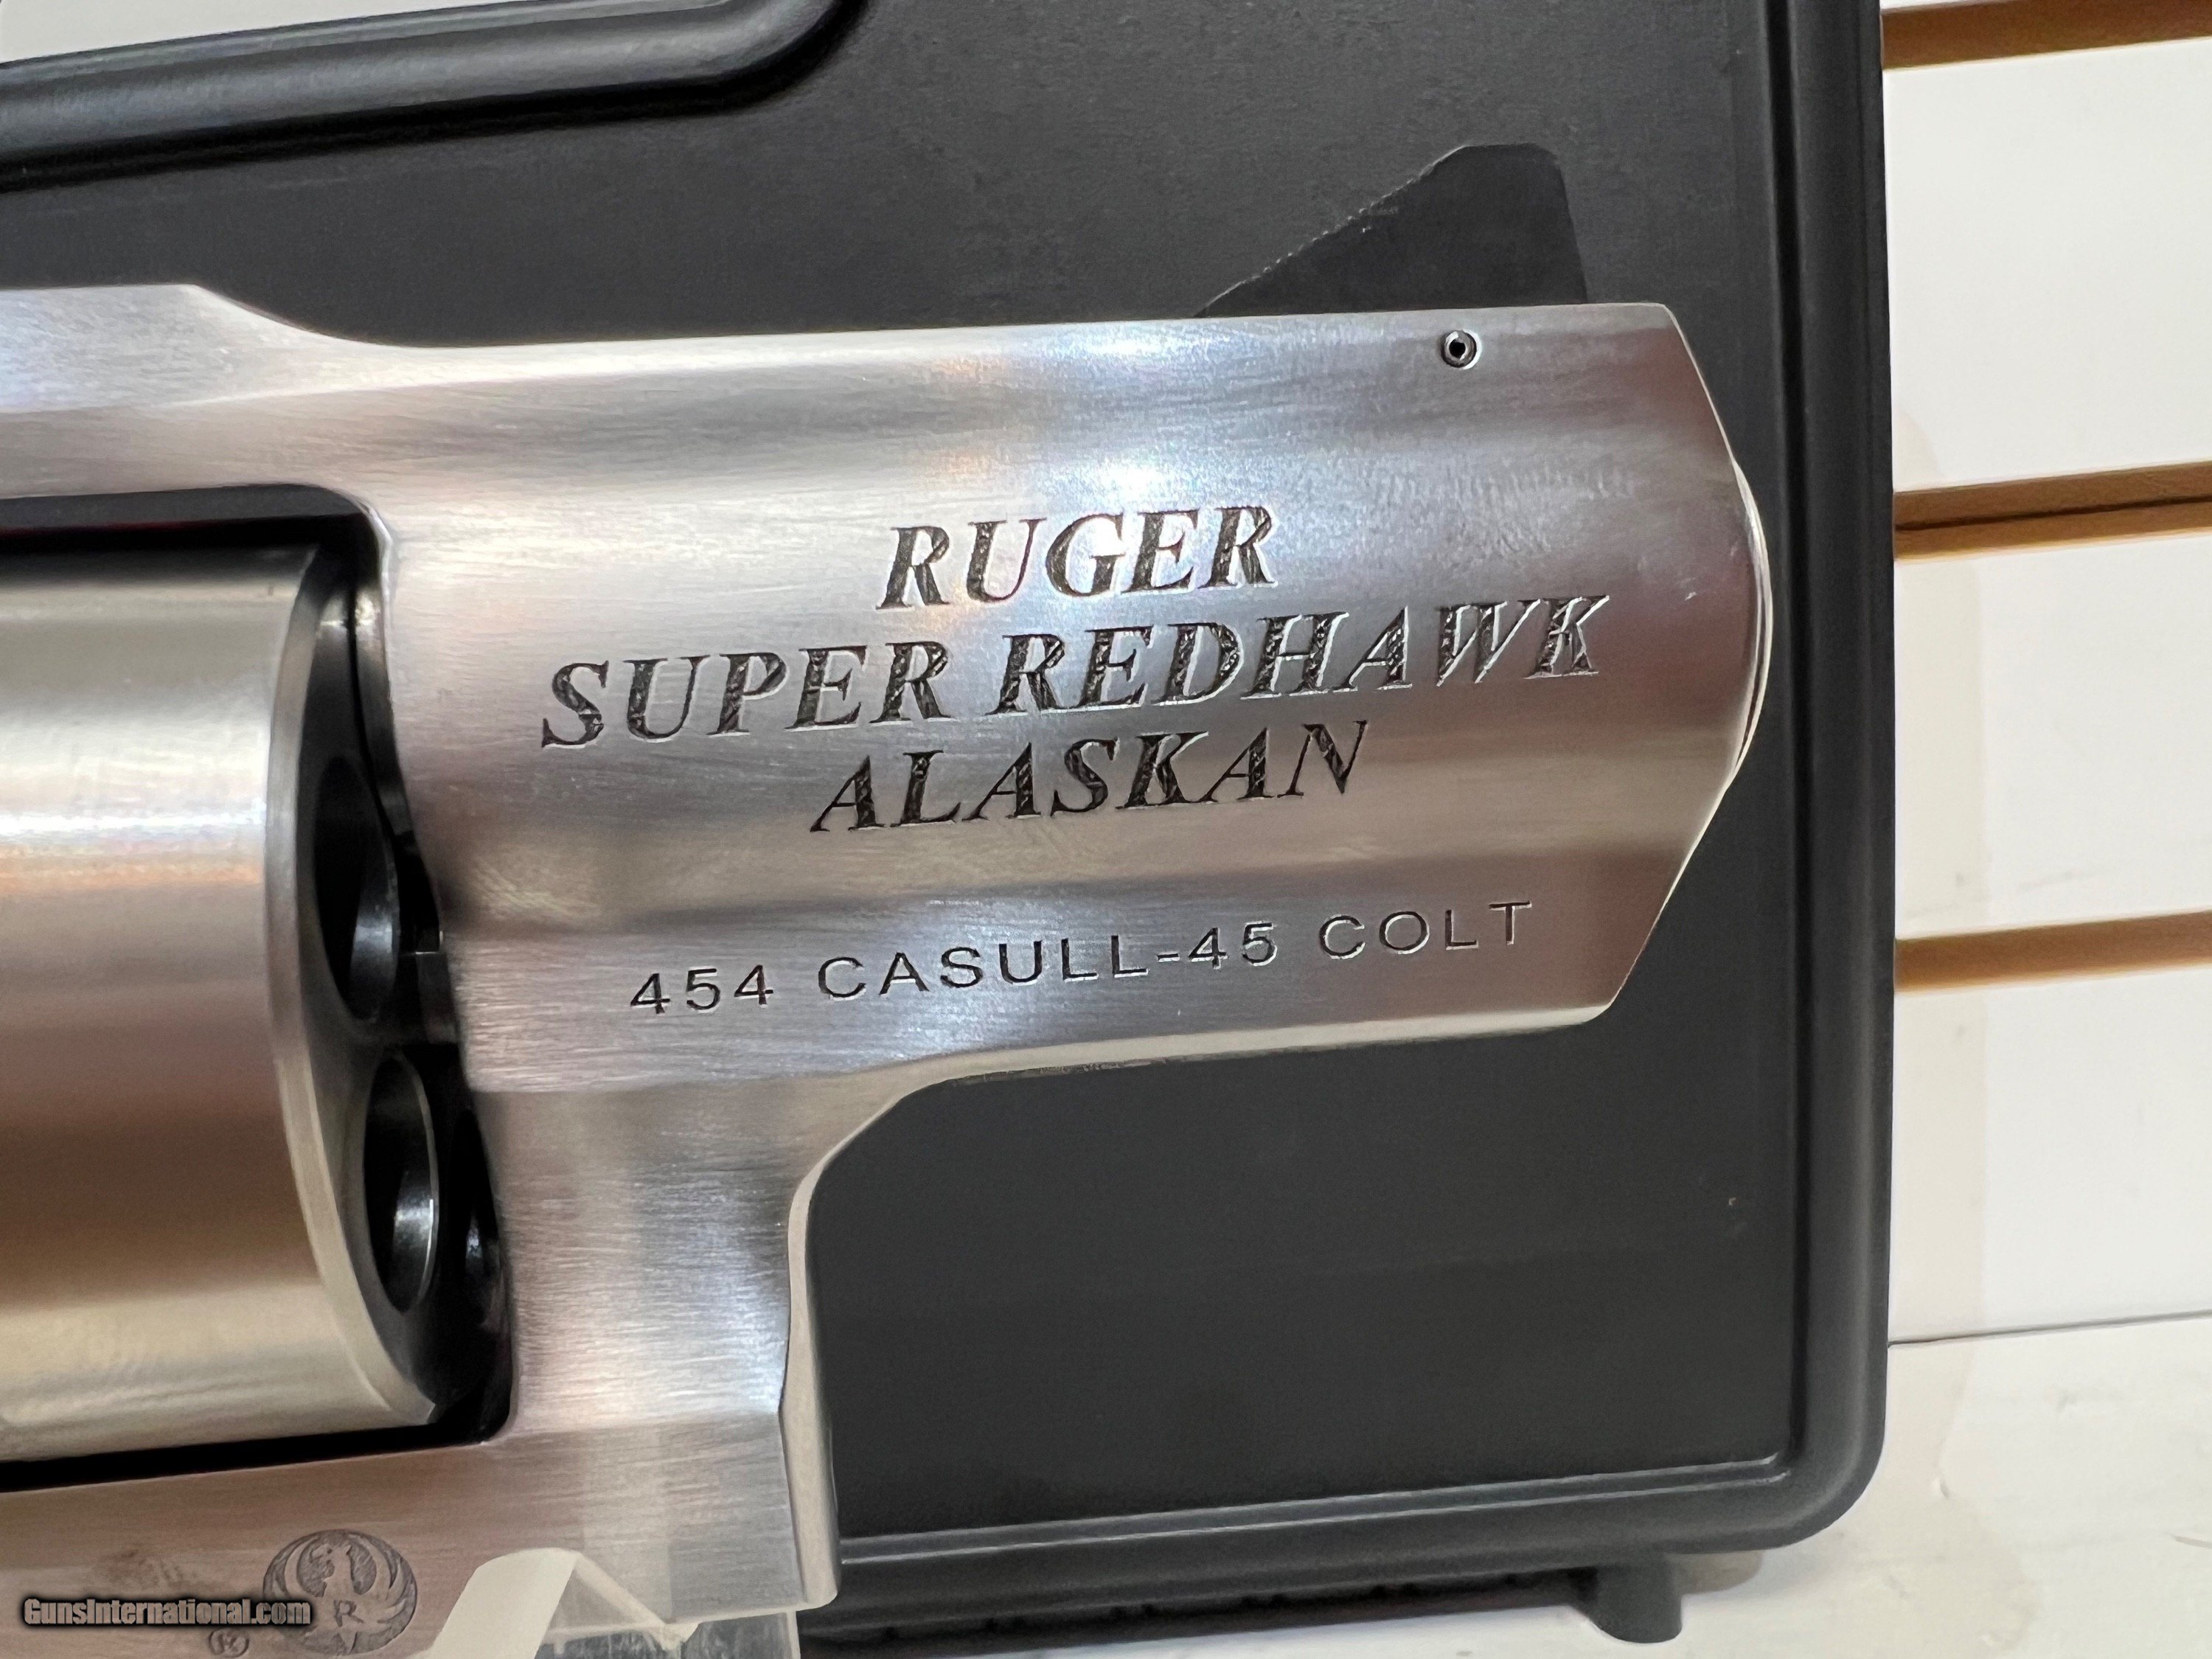 RUGER
SUPER REDHAWK
ALASKAN
454 CASULL-45 COLT
R
GunsInternational.com
®